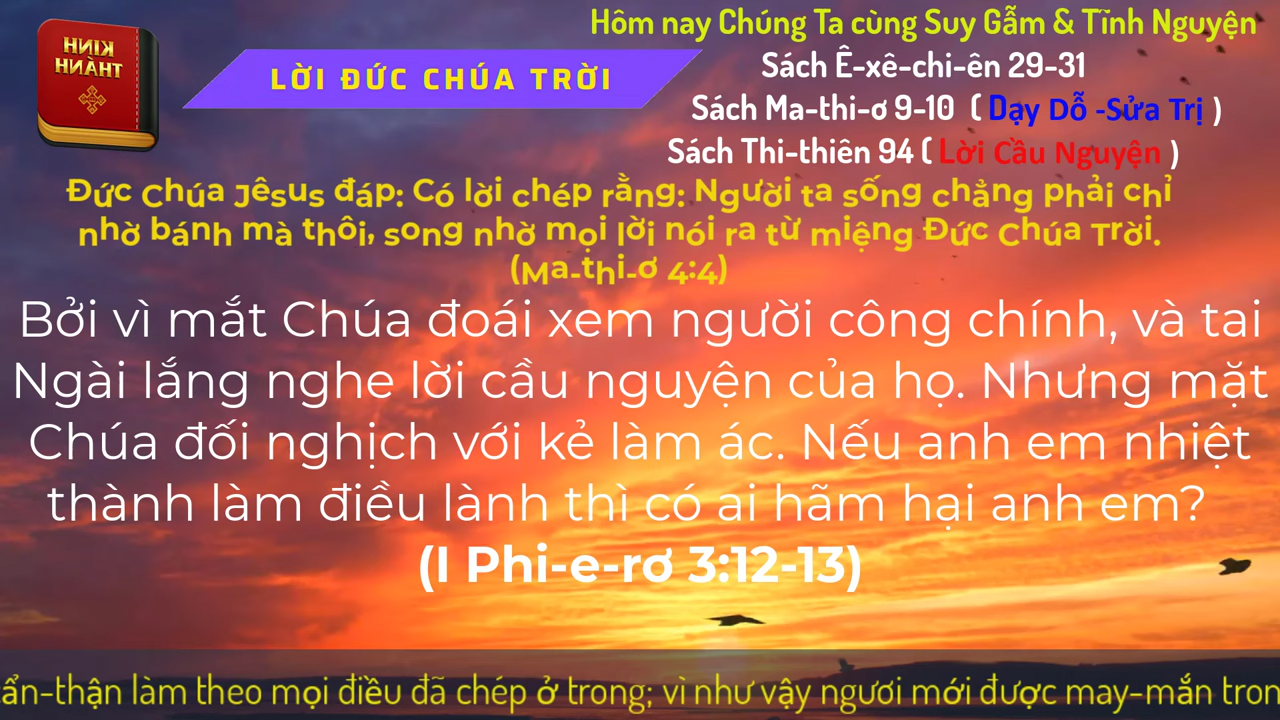 KINH
THÁNH
LỜI ĐỨC CHÚA TRỜI
Hôm nay Chúng Ta cùng Suy Gẫm & Tĩnh Nguyện
Sách Ê-xê-chi-ên 29-31
Sách Ma-thi-ơ 9-10 ( Dạy Dỗ -Sửa Trị )
Sách Thi-thiên 94 ( Lời Cầu Nguyện )
Đức Chúa Jêsus đáp: Có lời chép rằng: Người ta sống chẳng phải chỉ
nhờ bánh mà thôi, song nhờ mọi lời nói ra từ miệng Đức Chúa Trời.
(Ma-thi-ơ 4:4)
Bởi vì mắt Chúa đoái xem người công chính, và tai
Ngài lắng nghe lời cầu nguyện của họ. Nhưng mặt
Chúa đối nghịch với kẻ làm ác. Nếu anh em nhiệt
thành làm điều lành thì có ai hãm hại anh em?
(I Phi-e-rơ 3:12-13)
ẩn-thận làm theo mọi điều đã chép ở trong; vì như vậy ngươi mới được may-mắn tron